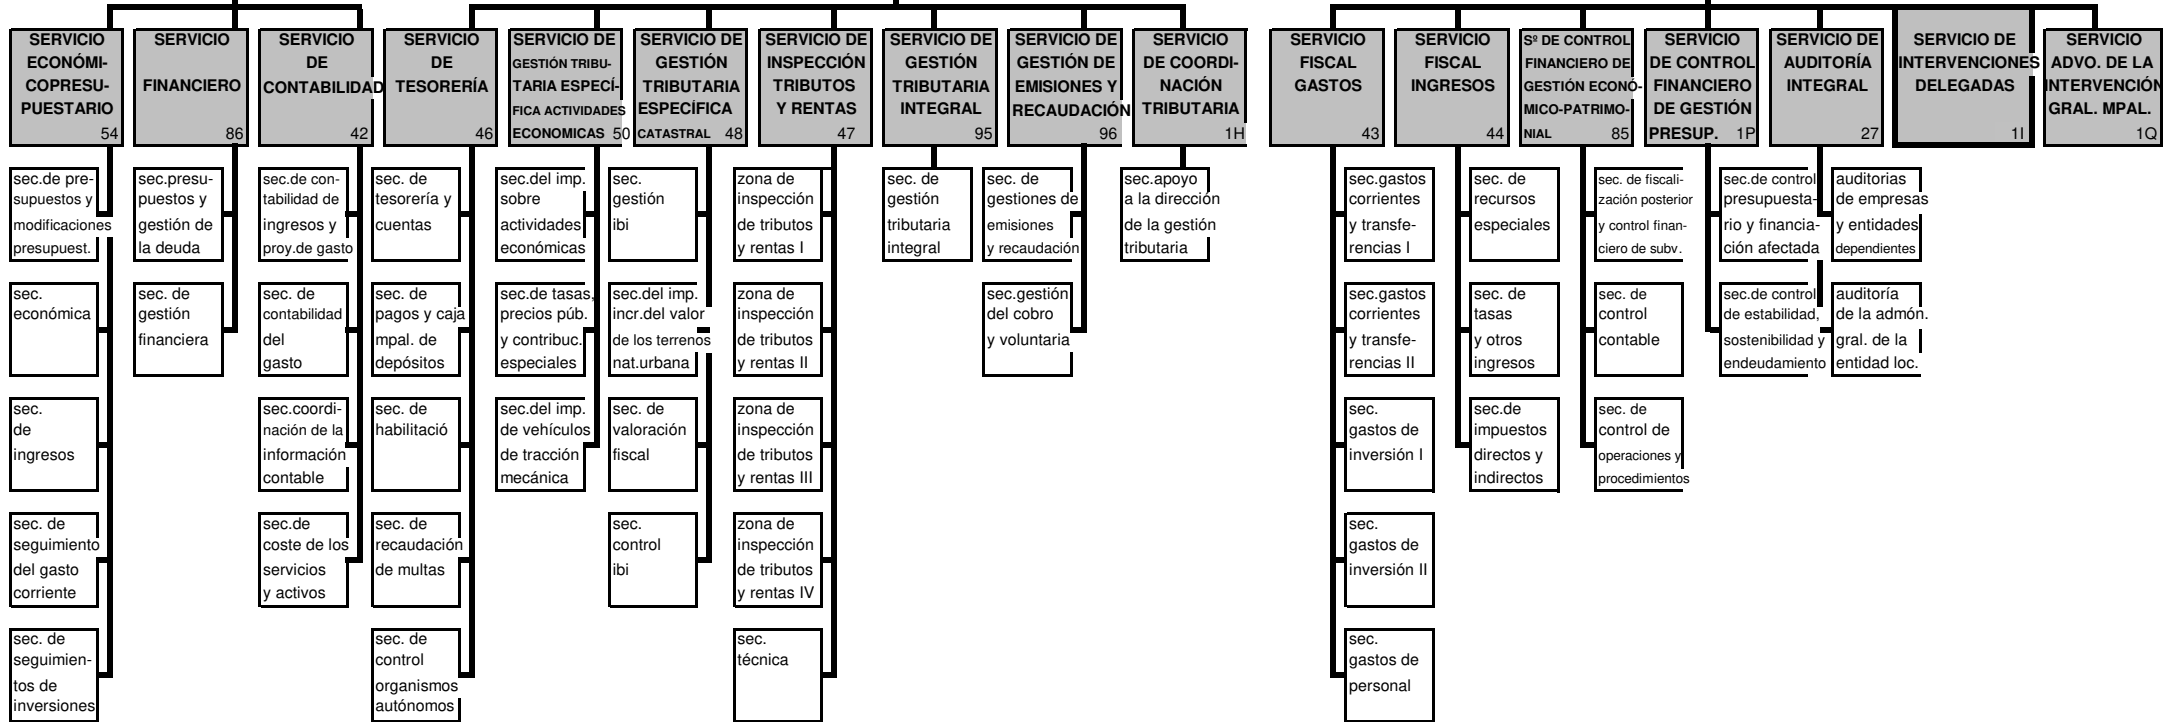 SERVICIO
ECONÓMI-
COPRESU-
PUESTARIO
54
SERVICIO
FINANCIERO
86
SERVICIO
DE
CONTABILIDAD
42
SERVICIO
DE
TESORERÍA
46
SERVICIO DE
GESTIÓN TRIBU-
TARIA ESPECÍ-
FICA ACTIVIDADES
ECONOMICAS 50
SERVICIO DE
GESTIÓN
TRIBUTARIA
ESPECÍFICA
CATASTRAL 48
SERVICIO DE
INSPECCIÓN
TRIBUTOS
Y RENTAS
47
SERVICIO DE
GESTIÓN
TRIBUTARIA
INTEGRAL
95
SERVICIO DE
GESTIÓN DE
EMISIONES Y
RECAUDACIÓN
96
SERVICIO
DE COORDI-
NACIÓN
TRIBUTARIA
1H
SERVICIO
FISCAL
GASTOS
43
SERVICIO
FISCAL
INGRESOS
44
Sº DE CONTROL
FINANCIERO DE
GESTIÓN ECONÓ-
MICO-PATRIMO-
NIAL 85
SERVICIO
DE CONTROL
FINANCIERO
DE GESTIÓN
PRESUP. 1P
SERVICIO DE
AUDITORÍA
INTEGRAL
27
SERVICIO DE
INTERVENCIONES
DELEGADAS
1I
SERVICIO
ADVO. DE LA
INTERVENCIÓN
GRAL. MPAL.
1Q
sec.de pre-
supuestos y
modificaciones
presupuest.
sec.
económica
sec.
de
ingresos
sec. de
seguimiento
del gasto
corriente
sec. de
seguimien-
tos de
inversiones
sec.presu-
puestos y
gestión de
la deuda
sec. de
gestión
financiera
sec.de con-
tabilidad de
ingresos y
proy.de gasto
sec. de
contabilidad
del
gasto
sec.coordi-
nación de la
información
contable
sec.de
coste de los
servicios
y activos
sec. de
tesorería y
cuentas
sec. de
pagos y caja
mpal. de
depósitos
sec. de
habilitació
sec. de
recaudación
de multas
sec. de
control
organismos
autónomos
sec.del imp.
sobre
actividades
económicas
sec.de tasas,
precios púb.
y contribuc.
especiales
sec.del imp.
de vehículos
de tracción
mecánica
sec.
gestión
ibi
sec.del imp.
incr.del valor
de los terrenos
nat.urbana
sec. de
valoración
fiscal
sec.
control
ibi
zona de
inspección
de tributos
y rentas I
zona de
inspección
de tributos
y rentas II
zona de
inspección
de tributos
y rentas III
zona de
inspección
de tributos
y rentas IV
sec.
técnica
sec. de
gestión
tributaria
integral
sec. de
gestiones de
emisiones
y recaudación
sec.gestión
del cobro
y voluntaria
sec.apoyo
a la dirección
de la gestión
tributaria
sec.gastos
corrientes
y transfe-
rencias I
sec.gastos
corrientes
y transfe-
rencias II
sec.
gastos de
inversión I
sec.
gastos de
inversión II
sec.
gastos de
personal
sec. de
recursos
especiales
sec. de
tasas
y otros
ingresos
sec.de
impuestos
directos y
indirectos
sec. de fiscali-
zación posterior
y control finan-
ciero de subv.
sec. de
control
contable
sec. de
control de
operaciones y
procedimientos
sec.de control
presupuesta-
rio y financia-
ción afectada
sec.de control
de estabilidad,
sostenibilidad y
endeudamiento
auditorias
de empresas
y entidades
dependientes
auditoría
de la admón.
gral. de la
entidad loc.